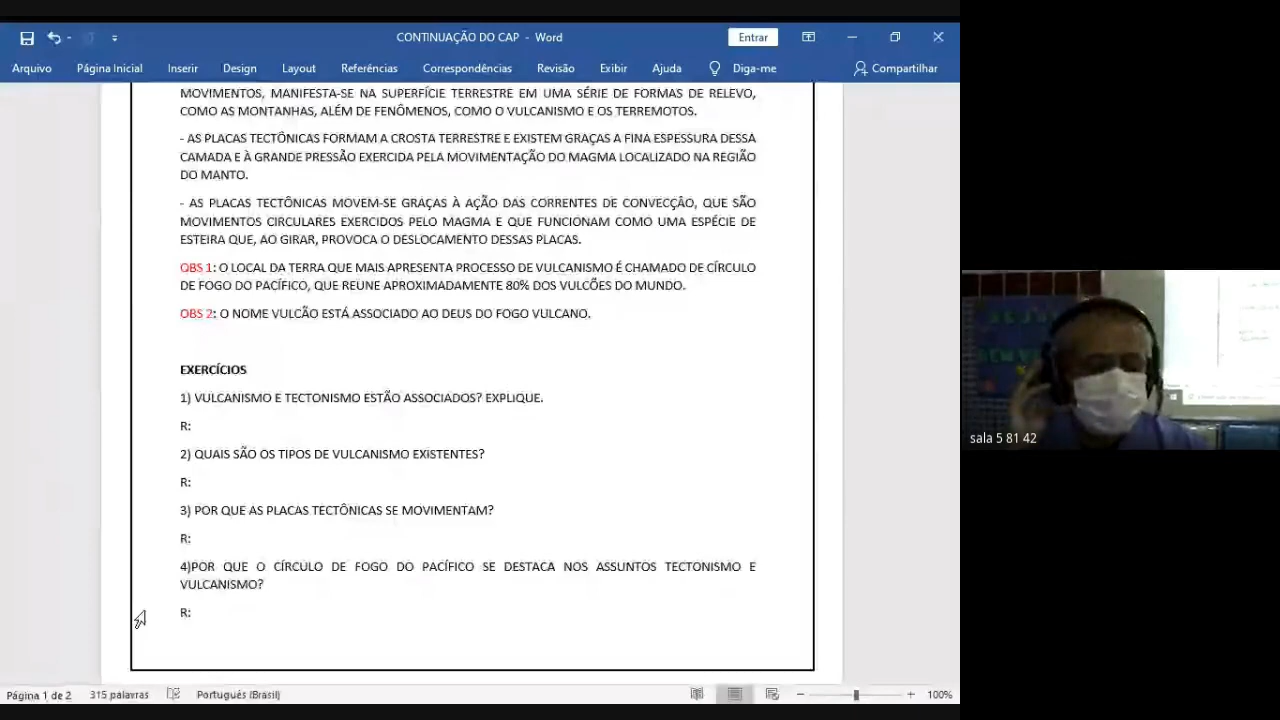 CONTINUAÇÃO DO CAP - Word
Entrar
Arquivo Página Inicial Inserir Design Layout Referências Correspondências Revisão Exibir Ajuda Diga-me Compartilhar
MOVIMENTOS, MANIFESTA-SE NA SUPERFÍCIE TERRESTRE EM UMA SÉRIE DE FORMAS DE RELEVO,
COMO AS MONTANHAS, ALÉM DE FENÔMENOS, COMO O VULCANISMO E OS TERREMOTOS.
- AS PLACAS TECTÔNICAS FORMAM A CROSTA TERRESTRE E EXISTEM GRAÇAS A FINA ESPESSURA DESSA
CAMADA E À GRANDE PRESSÃO EXERCIDA PELA MOVIMENTAÇÃO DO MAGMA LOCALIZADO NA REGIÃO
DO MANTO.
- AS PLACAS TECTÔNICAS MOVEM-SE GRAÇAS À AÇÃO DAS CORRENTES DE CONVECÇÂO, QUE SÃO
MOVIMENTOS CIRCULARES EXERCIDOS PELO MAGMA E QUE FUNCIONAM COMO UMA ESPÉCIE DE
ESTEIRA QUE, AO GIRAR, PROVOCA O DESLOCAMENTO DESSAS PLACAS.
OBS 1: O LOCAL DA TERRA QUE MAIS APRESENTA PROCESSO DE VULCANISMO É CHAMADO DE CÍRCULO
DE FOGO DO PACÍFICO, QUE REUNE APROXIMADAMENTE 80% DOS VULCÕES DO MUNDO.
OBS 2: O NOME VULCÃO ESTÁ ASSOCIADO AO DEUS DO FOGO VULCANO.
EXERCÍCIOS
1) VULCANISMO E TECTONISMO ESTÃO ASSOCIADOS? EXPLIQUE.
R:
2) QUAIS SÃO OS TIPOS DE VULCANISMO EXiSTENTES?
R:
3) POR QUE AS PLACAS TECTÔNICAS SE MOVIMENTAM?
R:
4)POR QUE O CÍRCULO DE FOGO DO PACÍFICO SE DESTACA NOS ASSUNTOS TECTONISMO E
VULCANISMO?
R:
Página 1 de 2 315 palavras Português (Brasil) 100%
sala 5 81 42